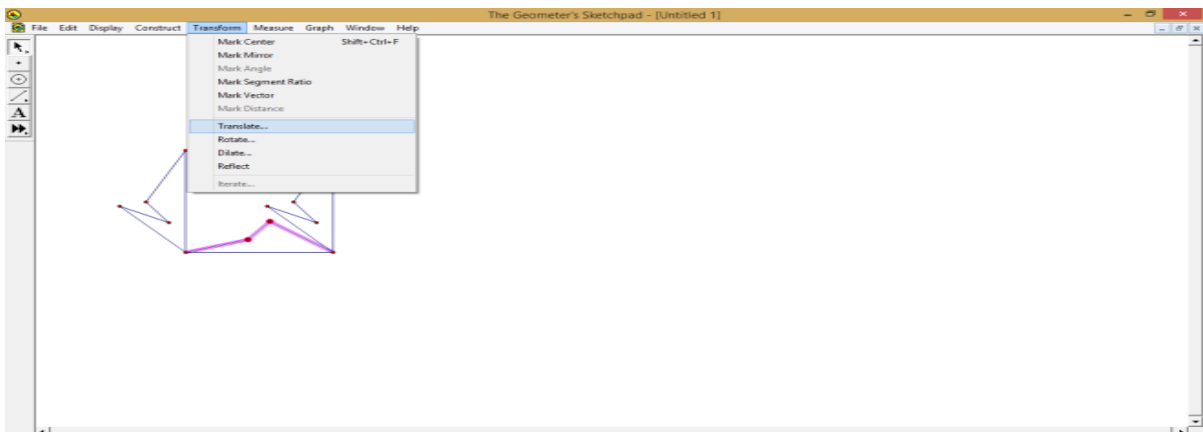 The Geometer's Sketchpad - [Untitled 1]
File Edit Display Construct Transform Measure Graph Window Help
Mark Center Shift+Ctrl+F
Mark Mirror
Mark Angle
Mark Segment Ratio
Mark Vector
Mark Distance
Translate...
Rotate...
Dilate...
Reflect
Iterate...
A